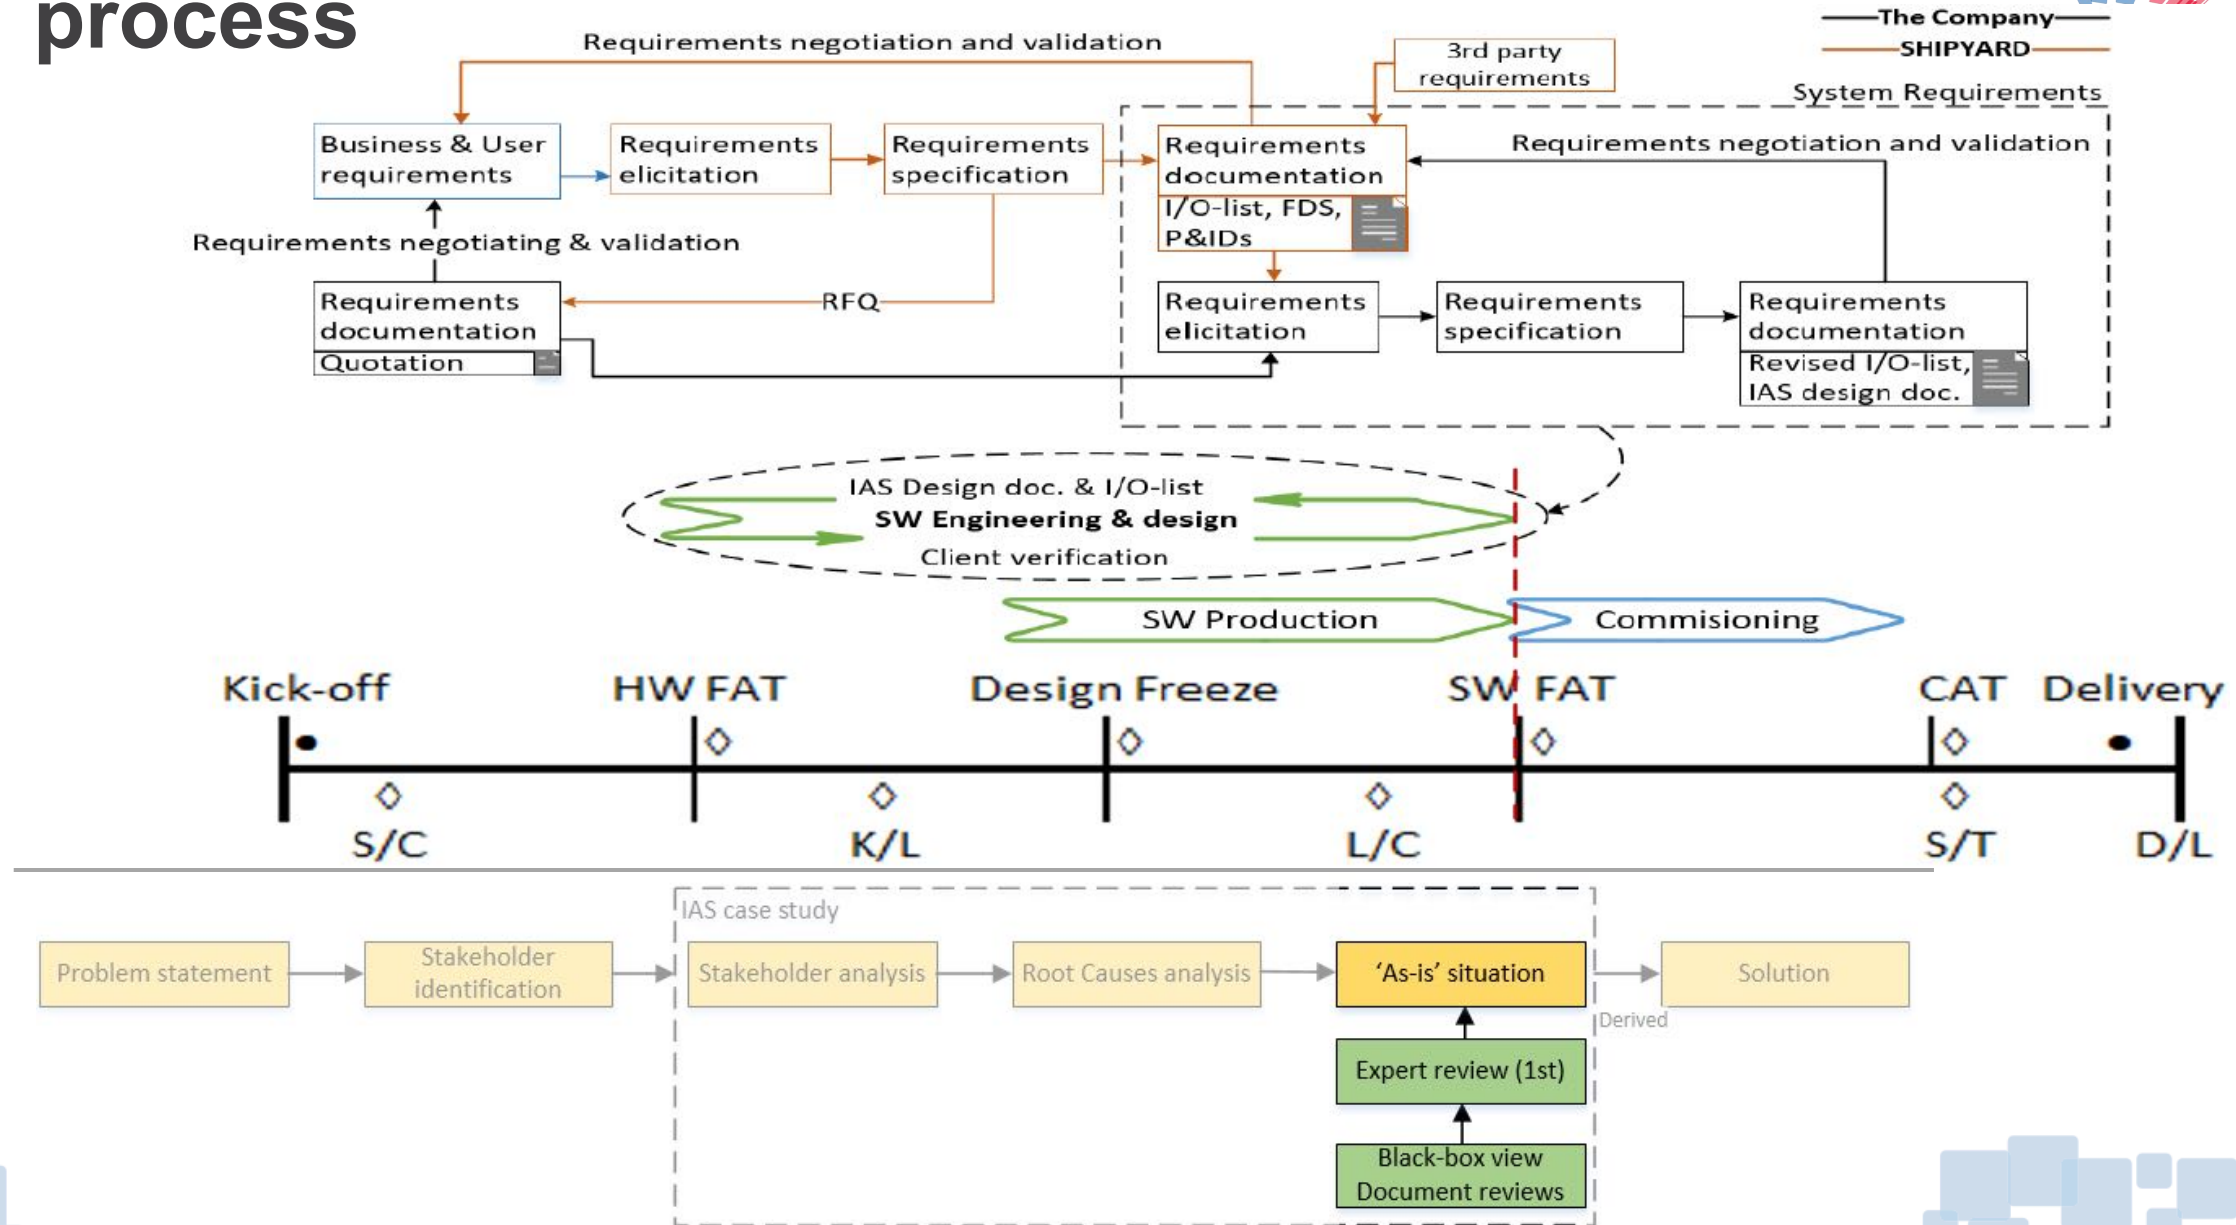 process
The Company
SHIPYARD
Requirements negotiation and validation
3rd party
requirements
System Requirements
Business & User
requirements
Requirements
elicitation
Requirements
specification
Requirements
documentation
I/O-list, FDS,
P&IDs
Requirements negotiation and validation
Requirements negotiating & validation
Requirements
documentation
Quotation
RFQ
Requirements
elicitation
Requirements
specification
Requirements
documentation
Revised I/O-list,
IAS design doc.
IAS Design doc. & I/O-list
SW Engineering & design
Client verification
SW Production
Commisioning
Kick-off
HW FAT
Design Freeze
SW FAT
CAT
Delivery
S/C
K/L
L/C
S/T
D/L
IAS case study
Problem statement
Stakeholder
identification
Stakeholder analysis
Root Causes analysis
‘As-is’ situation
Solution
Derived
Expert review (1st)
Black-box view
Document reviews